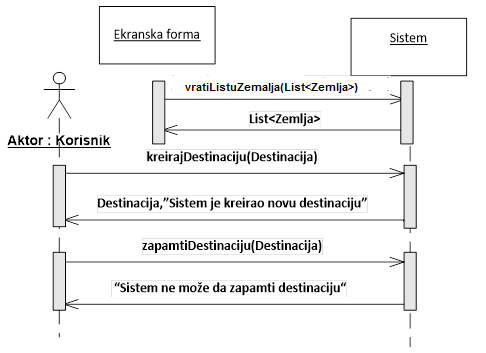 Ekranska forma
Sistem
vratiListuZemalja(List<Zemlja>)
List<Zemlja>
Aktor : Korisnik
kreirajDestinaciju(Destinacija)
Destinacija,”Sistem je kreirao novu destinaciju”
zapamtiDestinaciju(Destinacija)
“Sistem ne može da zapamti destinaciju“